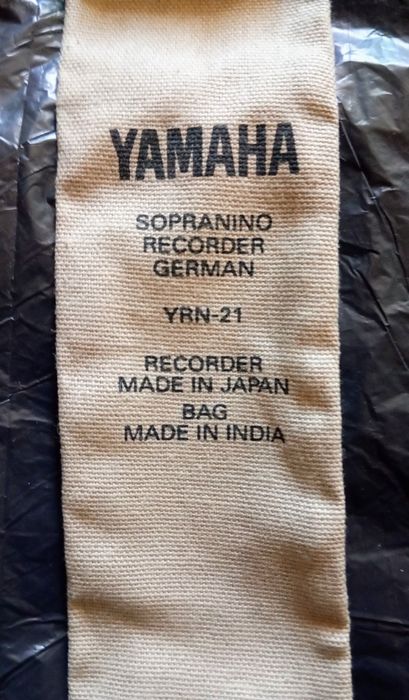 YAMAHA
SOPRANINO
RECORDER
GERMAN
YRN-21
RECORDER
MADE IN JAPAN
BAG
MADE IN INDIA